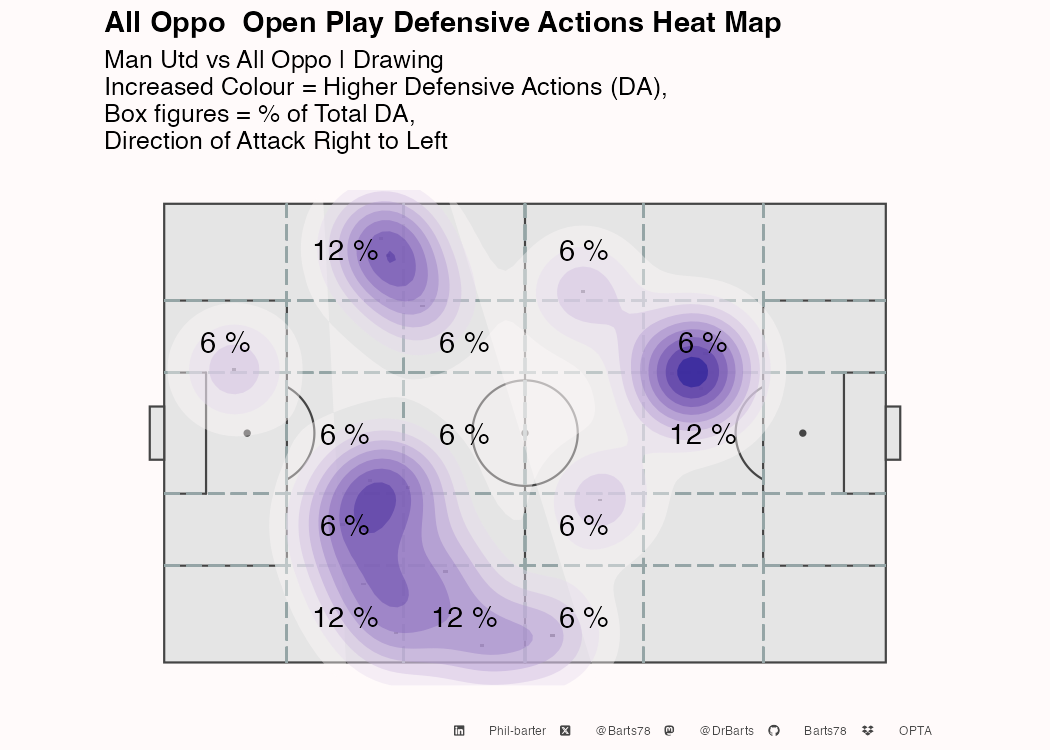 All Oppo  Open Play Defensive Actions Heat Map
Man Utd vs All Oppo | Drawing
Increased Colour = Higher Defensive Actions (DA),
Box figures = % of Total DA,
Direction of Attack Right to Left
12 % 6 %
6 % 6 % 6 %
6 % 6 % 12 %
6 % 6 %
12 % 12 % 6 %
Phil-barter @Barts78 @DrBarts Barts78 OPTA